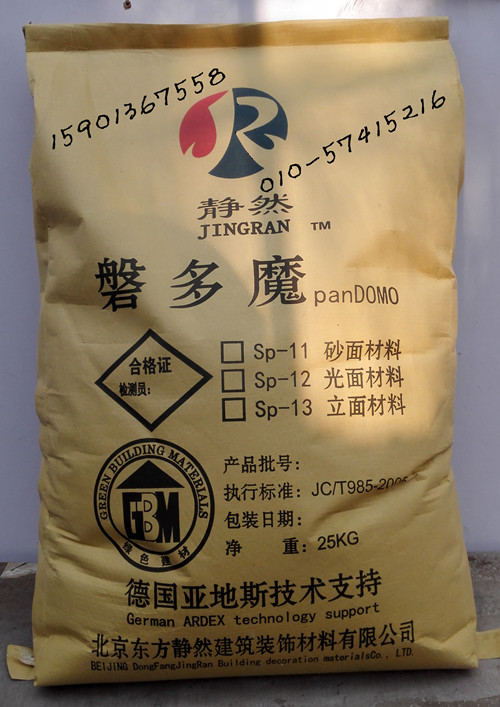 15901367558
010-57415216
静然
JINGRAN TM
磐多魔 panDOMO
合格证
检测员：
Sp-11 砂面材料
Sp-12 光面材料
Sp-13 立面材料
GREEN BUILDING MATERIALS
GBM
绿色建材
产品批号：
执行标准：JC/T985-2005
包装日期：
净 重：25KG
德国亚地斯技术支持
German ARDEX technology support
北京东方静然建筑装饰材料有限公司
BEIJING DongFangJingRan Building decoration materialsCo., LTD.